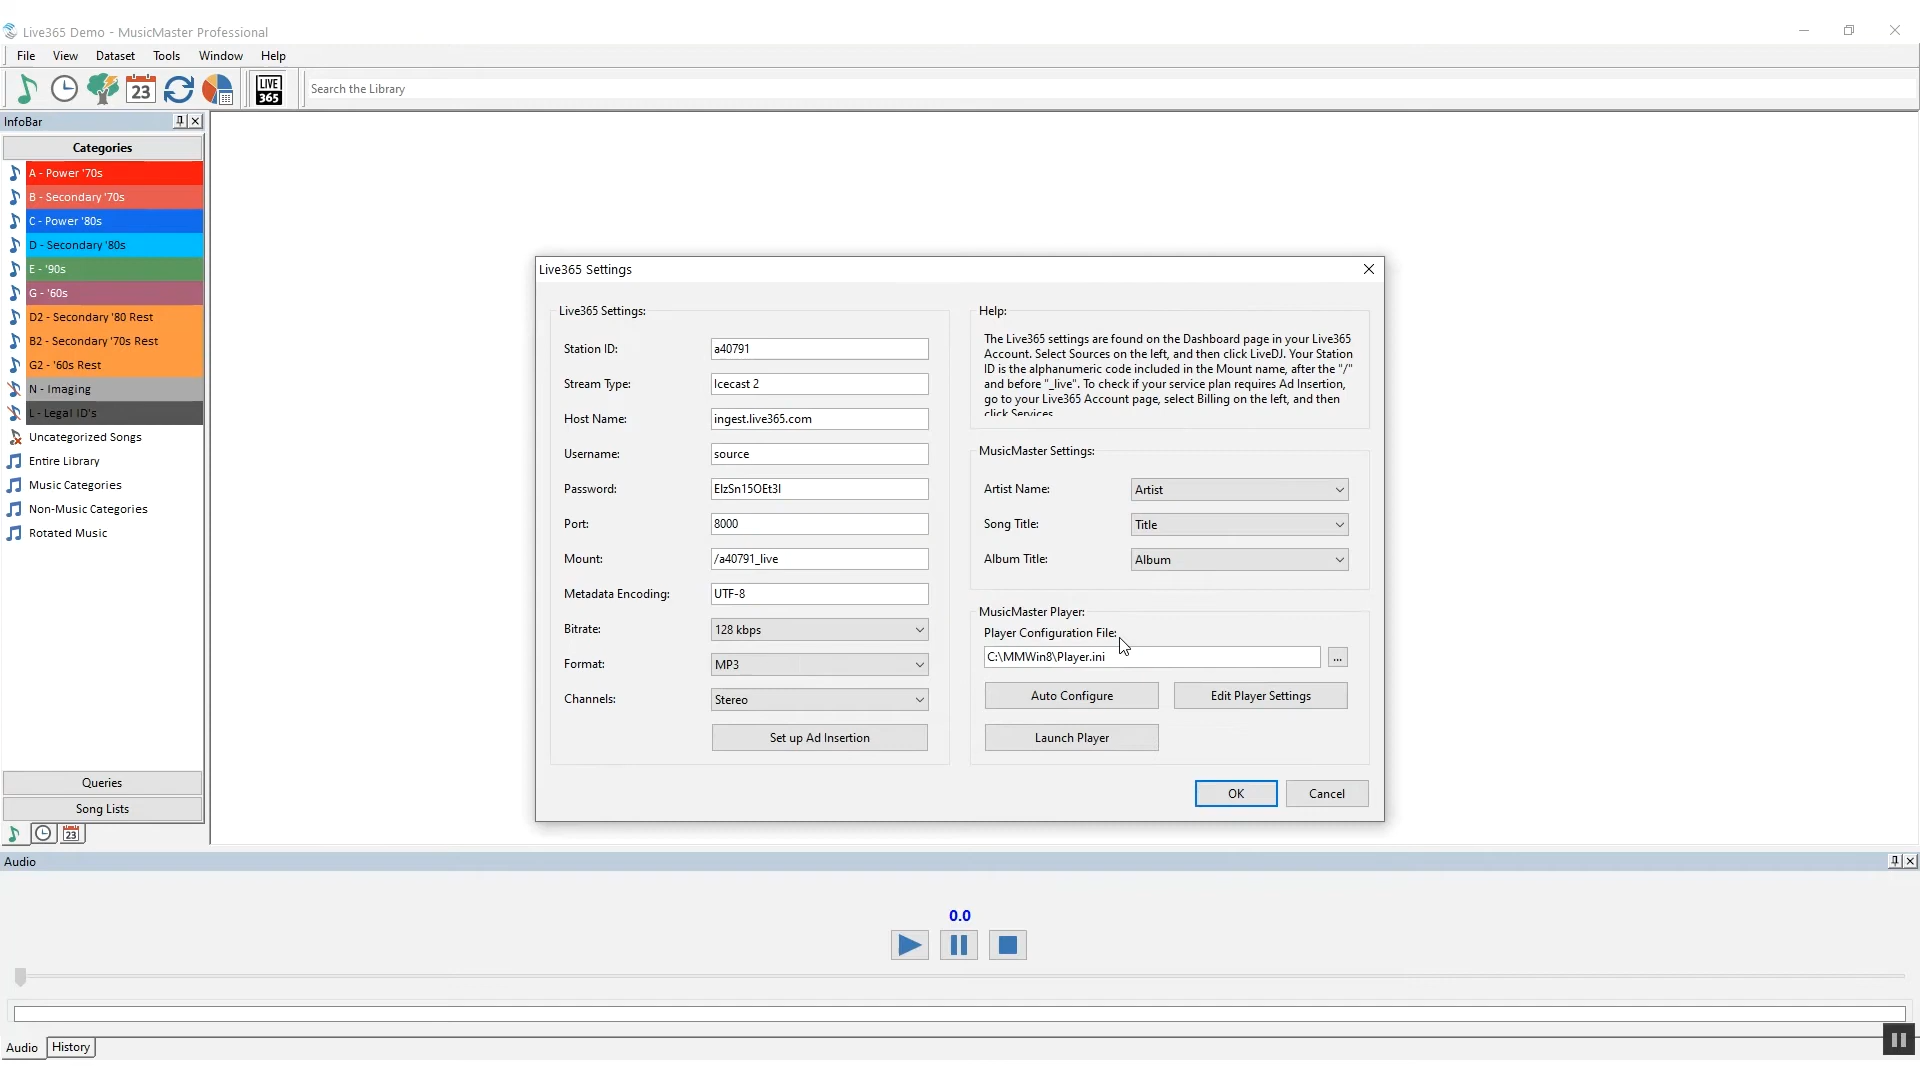 Live365 Demo - MusicMaster Professional
File View Dataset Tools Window Help
23
LIVE
365
Search the Library
InfoBar
Categories
A - Power '70s
B - Secondary '70s
C - Power '80s
D - Secondary '80s
E - '90s
G - '60s
D2 - Secondary '80 Rest
B2 - Secondary '70s Rest
G2 - '60s Rest
N - Imaging
L - Legal ID's
Uncategorized Songs
Entire Library
Music Categories
Non-Music Categories
Rotated Music
Queries
Song Lists
23
Live365 Settings
Live365 Settings:
Station ID: a40791
Stream Type: Icecast 2
Host Name: ingest.live365.com
Username: source
Password: 
Port: 8000
Mount: /a40791_live
Metadata Encoding: UTF-8
Bitrate: 128 kbps
Format: MP3
Channels: Stereo
Set up Ad Insertion
Help:
The Live365 settings are found on the Dashboard page in your Live365
Account. Select Sources on the left, and then click LiveDJ. Your Station
ID is the alphanumeric code included in the Mount name, after the "/"
and before "_live". To check if your service plan requires Ad Insertion,
go to your Live365 Account page, select Billing on the left, and then
click Services
MusicMaster Settings:
Artist Name: Artist
Song Title: Title
Album Title: Album
MusicMaster Player:
Player Configuration File:
C:\MMWin8\Player.ini ...
Auto Configure Edit Player Settings
Launch Player
OK Cancel
Audio
0.0
Audio History